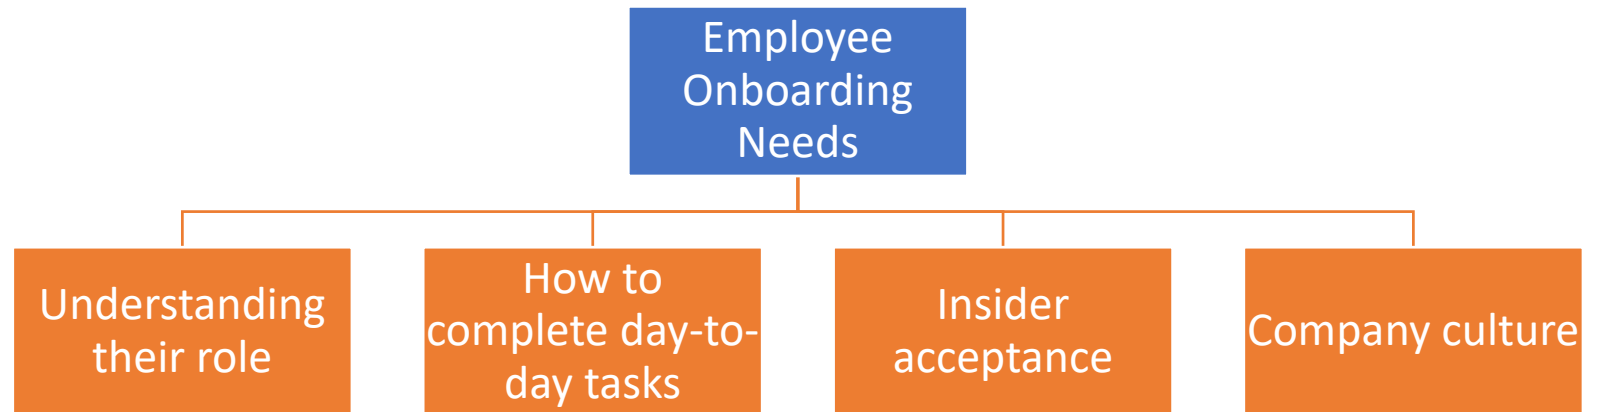 Employee
Onboarding
Needs
Understanding
their role
How to
complete day-to-
day tasks
Insider
acceptance
Company culture